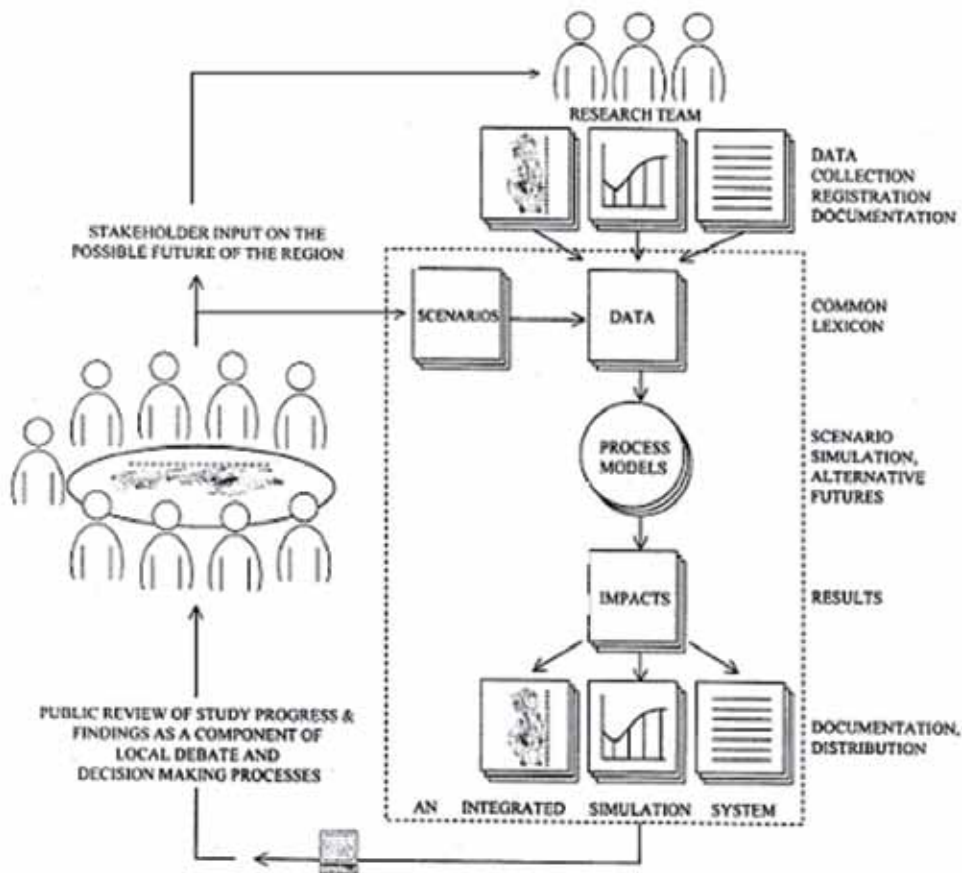 RESEARCH TEAM
DATA
COLLECTION
REGISTRATION
DOCUMENTATION
STAKEHOLDER INPUT ON THE
POSSIBLE FUTURE OF THE REGION
SCENARIOS
DATA
COMMON
LEXICON
PROCESS
MODELS
SCENARIO
SIMULATION,
ALTERNATIVE
FUTURES
IMPACTS
RESULTS
PUBLIC REVIEW OF STUDY PROGRESS &
FINDINGS AS A COMPONENT OF
LOCAL DEBATE AND
DECISION MAKING PROCESSES
DOCUMENTATION,
DISTRIBUTION
AN INTEGRATED SIMULATION SYSTEM